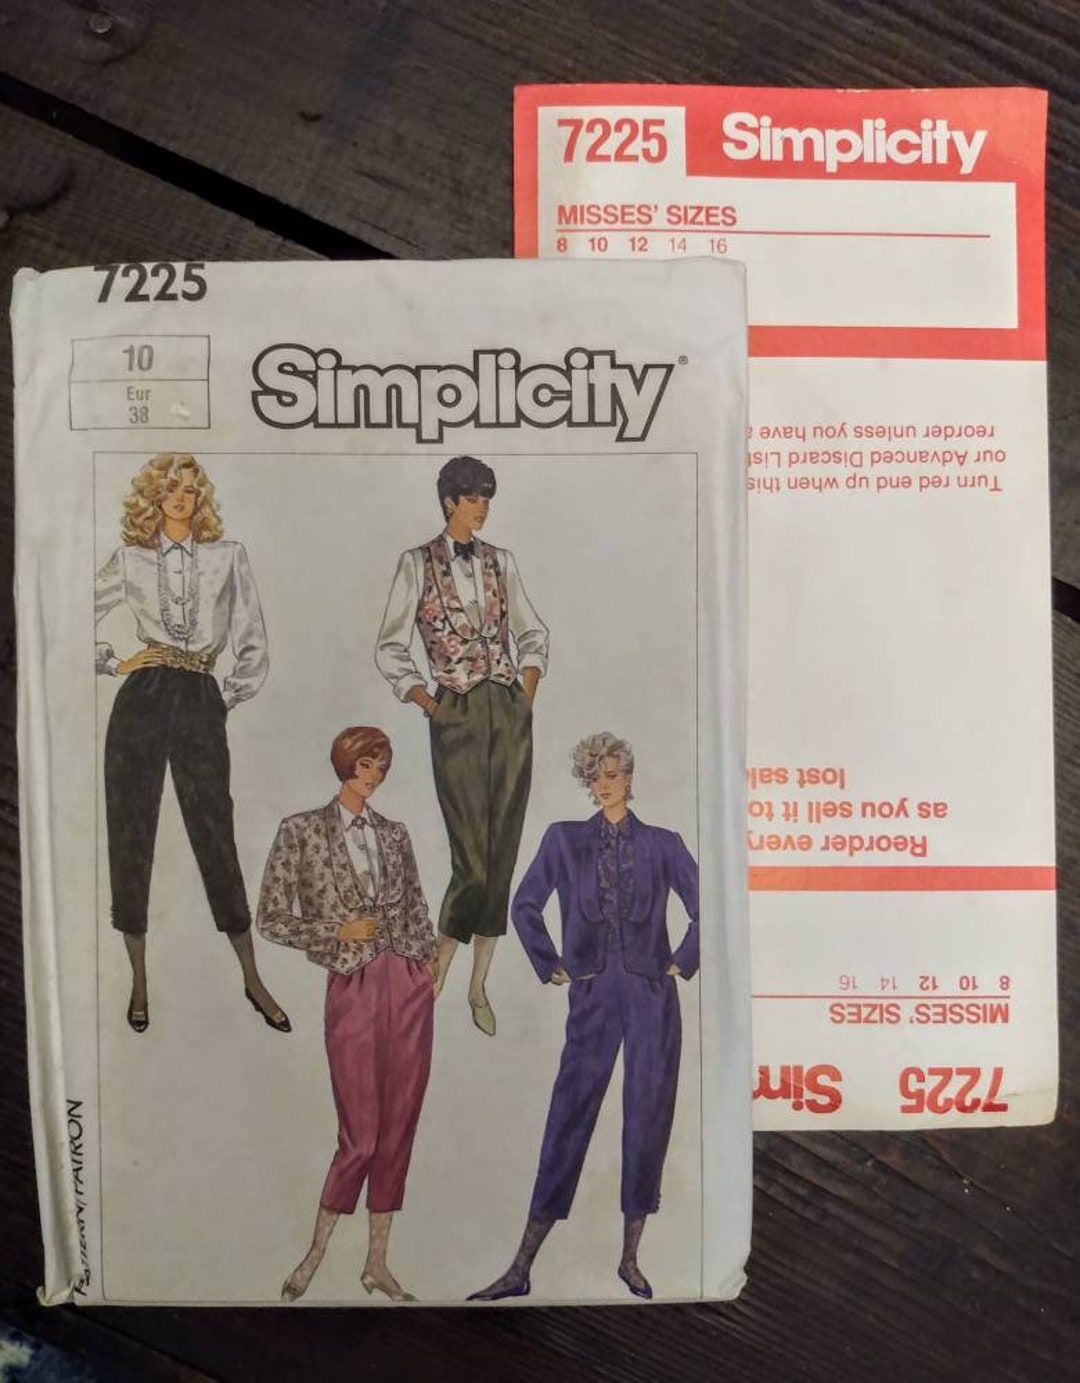 7225
10
Eur
38
Simplicity®
PATTERN/PATRON
7225 Simplicity
MISSES' SIZES
8 10 12 14 16
Turn red end up when this
our Advanced Discard List
reorder unless you have a
Reorder every
as you sell it to
lost sale
7225 Sim
MISSES' SIZES
8 10 12 14 16